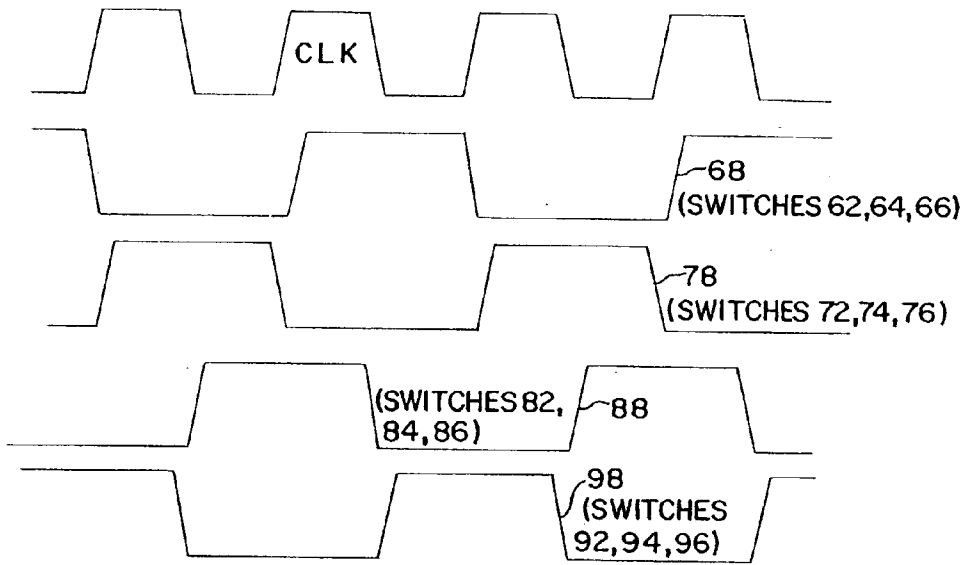 CLK
68
(SWITCHES 62,64,66)
78
(SWITCHES 72,74,76)
(SWITCHES 82,
84,86)
88
98
(SWITCHES
92,94,96)